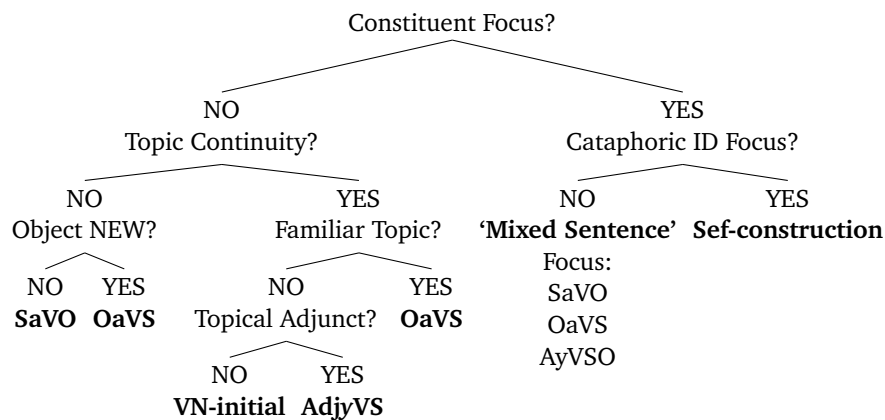 Constituent Focus?
NO YES
Topic Continuity? Cataphoric ID Focus?
NO YES NO YES
Object NEW? Familiar Topic? ‘Mixed Sentence’ Sef-construction
NO YES NO YES Focus:
SaVO OaVS Topical Adjunct? OaVS SaVO
OaVS
NO YES AyVSO
VN-initial AdjyVS